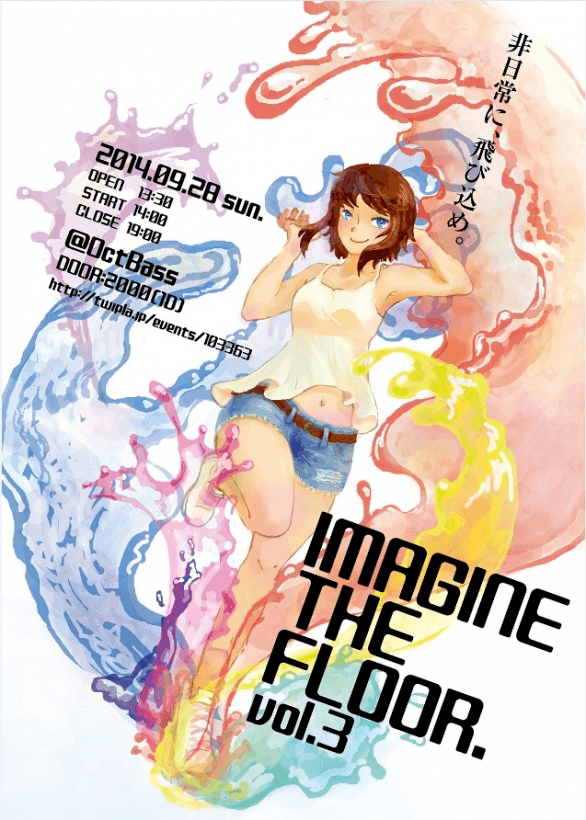 非日常に、飛び込め。
2014.09.28 sun.
OPEN 13:30
START 14:00
CLOSE 19:00
@OctBass
DOOR:2000(1D)
http://twipla.jp/events/103363
IMAGINE
THE
FLOOR.
vol.3